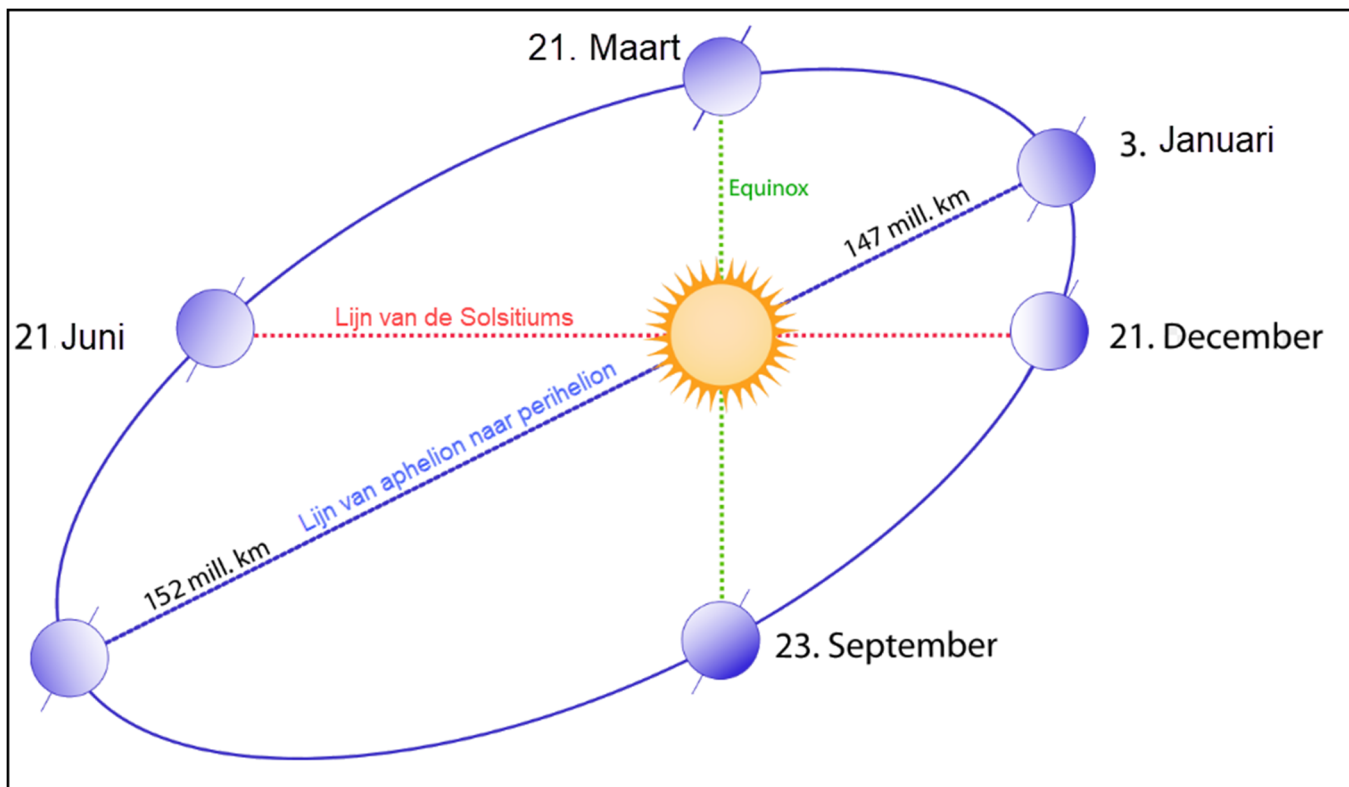 21. Maart
3. Januari
Equinox
147 mill. km
Lijn van de Solsitiums
21 Juni
21. December
Lijn van aphelion naar perihelion
152 mill. km
23. September